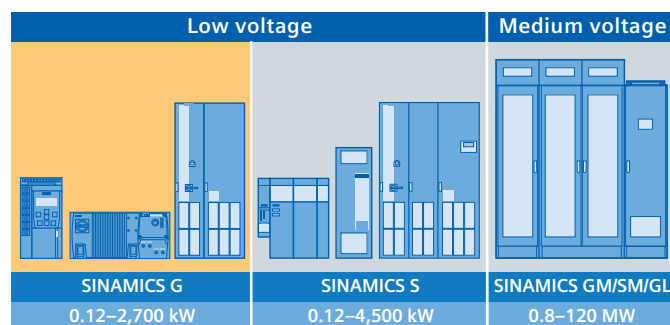 Low voltage
Medium voltage
SINAMICS G
SINAMICS S
SINAMICS GM/SM/GL
0.12–2,700 kW
0.12–4,500 kW
0.8–120 MW